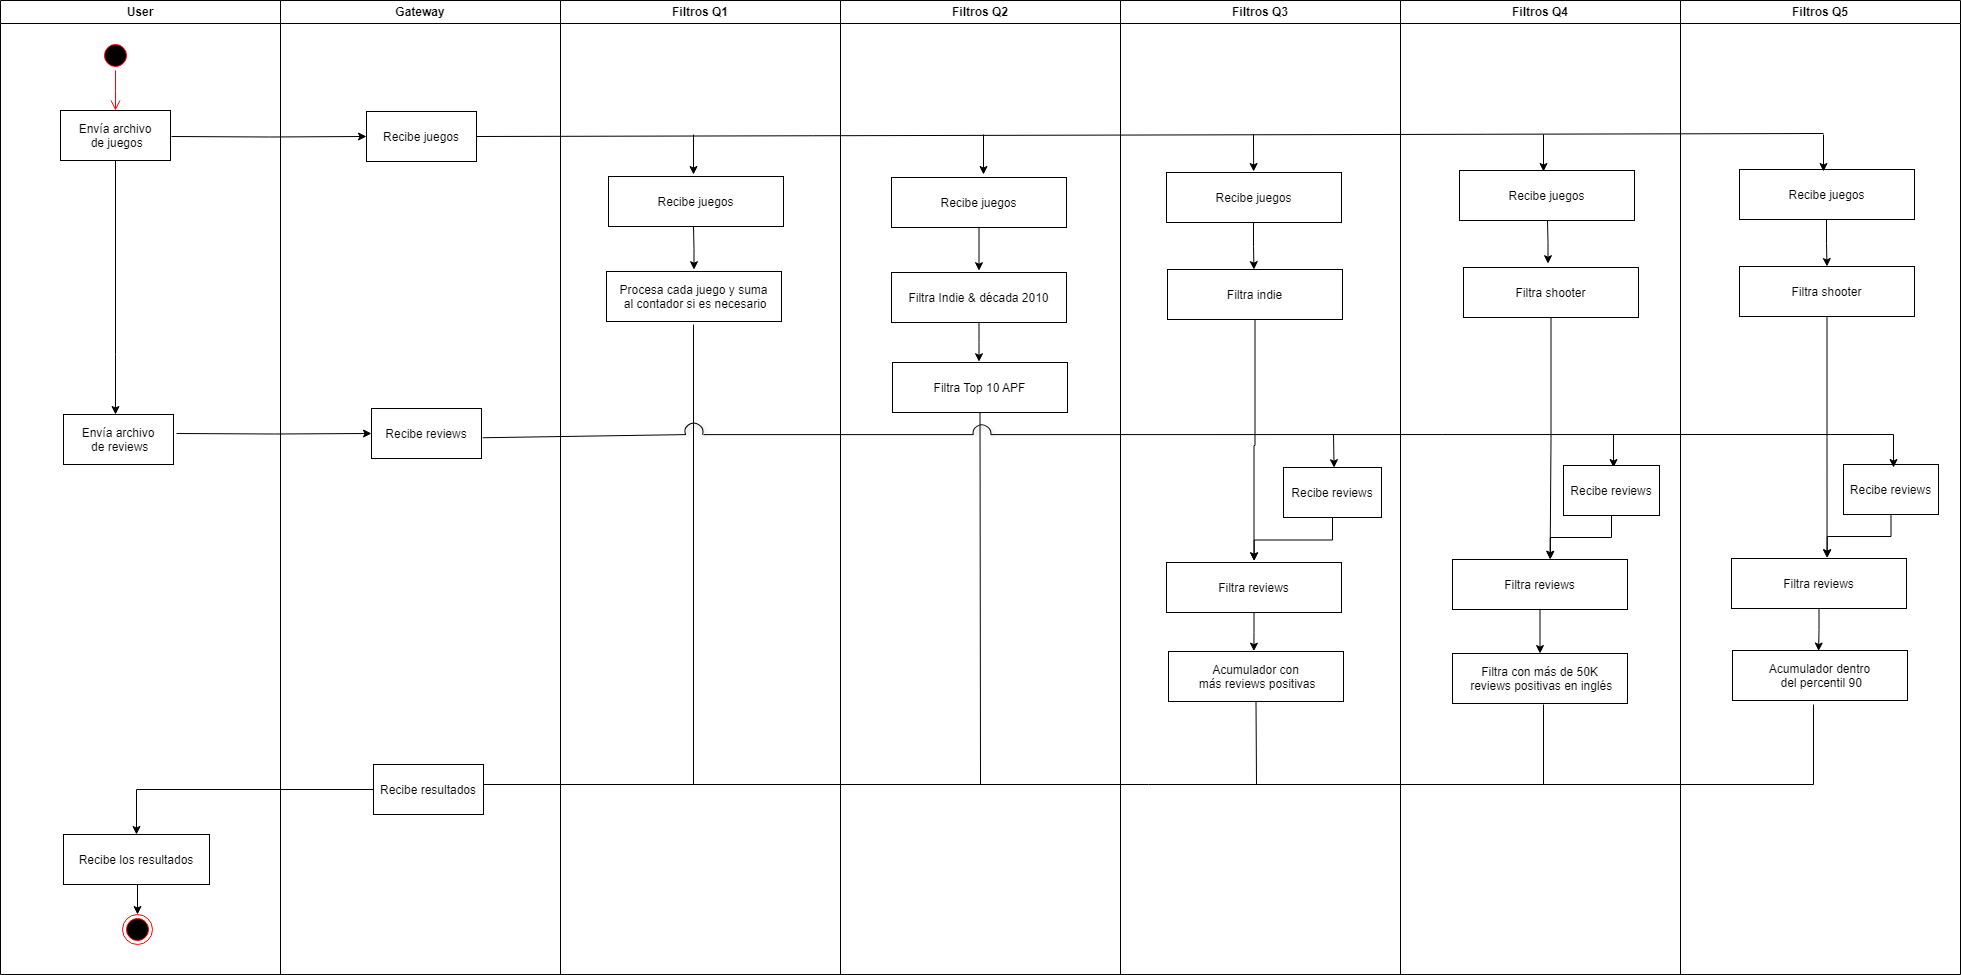 User
Gateway
Filtros Q1
Filtros Q2
Filtros Q3
Filtros Q4
Filtros Q5
Envía archivo
de juegos
Recibe juegos
Recibe juegos
Recibe juegos
Recibe juegos
Recibe juegos
Recibe juegos
Procesa cada juego y suma
al contador si es necesario
Filtra Indie & década 2010
Filtra indie
Filtra shooter
Filtra shooter
Filtra Top 10 APF
Envía archivo
de reviews
Recibe reviews
Recibe reviews
Recibe reviews
Recibe reviews
Filtra reviews
Filtra reviews
Filtra reviews
Acumulador con
más reviews positivas
Filtra con más de 50K
reviews positivas en inglés
Acumulador dentro
del percentil 90
Recibe resultados
Recibe los resultados